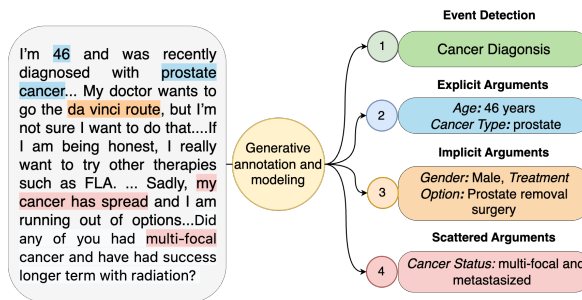 I'm 46 and was recently
diagnosed with prostate
cancer... My doctor wants to
go the da vinci route, but I'm
not sure I want to do that....If
I am being honest, I really
want to try other therapies
such as FLA. ... Sadly, my
cancer has spread and I am
running out of options...Did
any of you had multi-focal
cancer and have had success
longer term with radiation?
Generative
annotation and
modeling
Event Detection
1
Cancer Diagonsis
Explicit Arguments
2
Age: 46 years
Cancer Type: prostate
Implicit Arguments
3
Gender: Male, Treatment
Option: Prostate removal
surgery
Scattered Arguments
4
Cancer Status: multi-focal and
metastasized